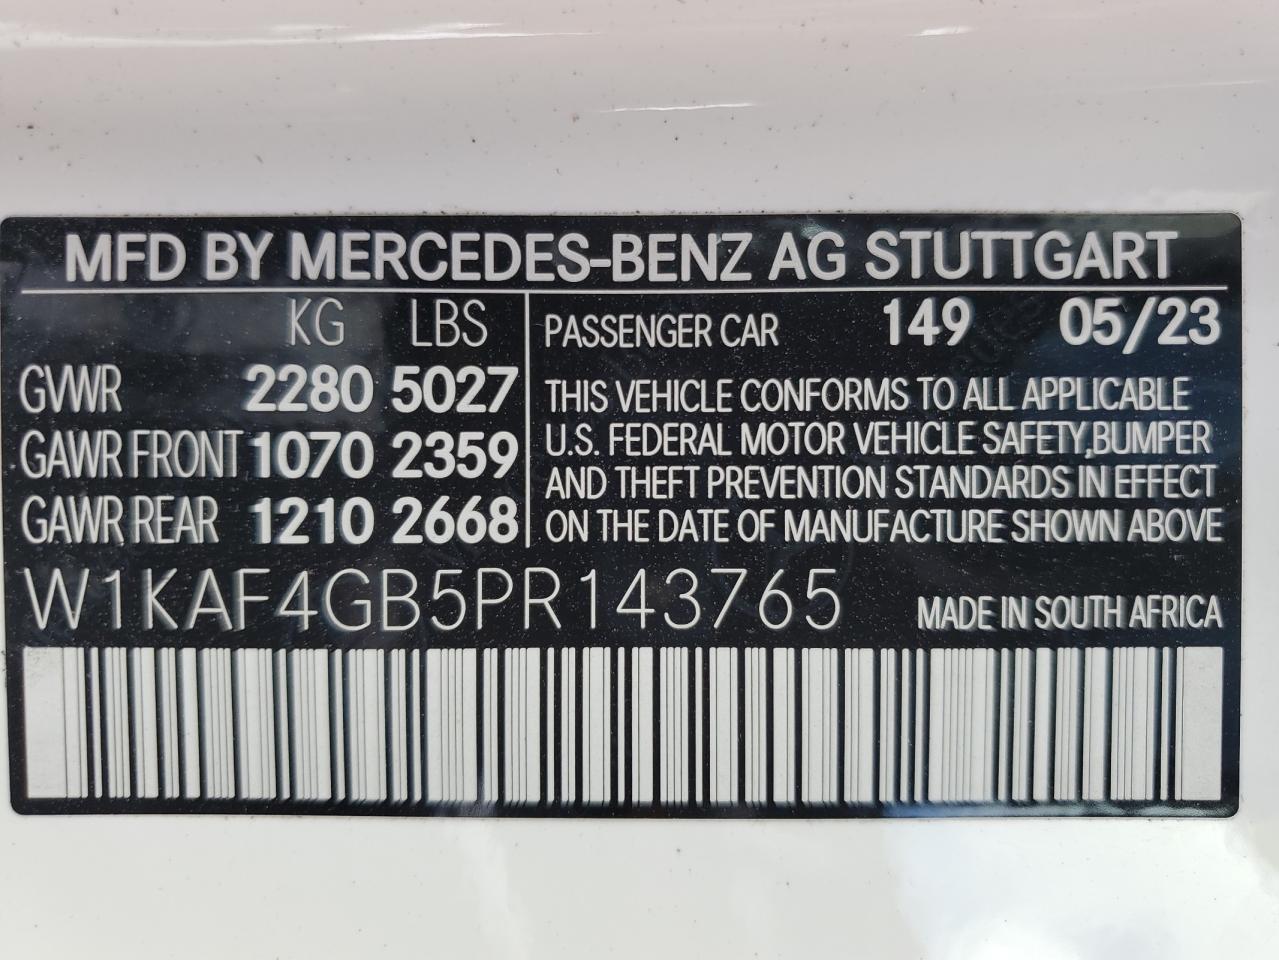 MFD BY MERCEDES-BENZ AG STUTTGART
KG LBS
GVWR 2280 5027
GAWR FRONT 1070 2359
GAWR REAR 1210 2668
PASSENGER CAR 149 05/23
THIS VEHICLE CONFORMS TO ALL APPLICABLE
U.S. FEDERAL MOTOR VEHICLE SAFETY,BUMPER
AND THEFT PREVENTION STANDARDS IN EFFECT
ON THE DATE OF MANUFACTURE SHOWN ABOVE
W1KAF4GB5PR143765 MADE IN SOUTH AFRICA